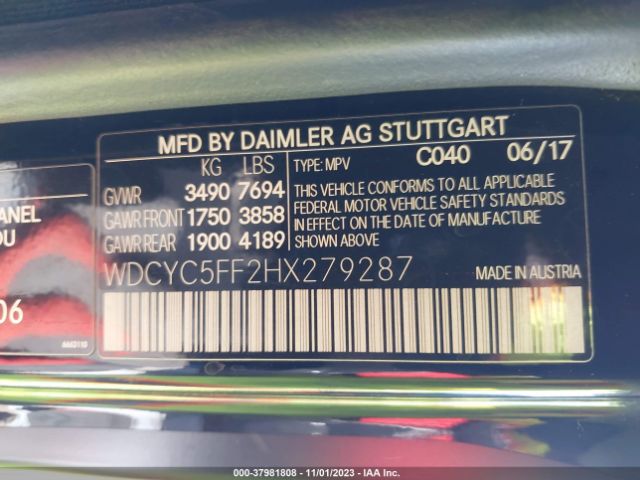 MFD BY DAIMLER AG STUTTGART
KG LBS
GVWR 3490 7694
GAWR FRONT 1750 3858
GAWR REAR 1900 4189
TYPE: MPV C040 06/17
THIS VEHICLE CONFORMS TO ALL APPLICABLE
FEDERAL MOTOR VEHICLE SAFETY STANDARDS
IN EFFECT ON THE DATE OF MANUFACTURE
SHOWN ABOVE
WDCYC5FF2HX279287
MADE IN AUSTRIA
ANEL
OU
06
000-37981808 - 11/01/2023 - IAA Inc.